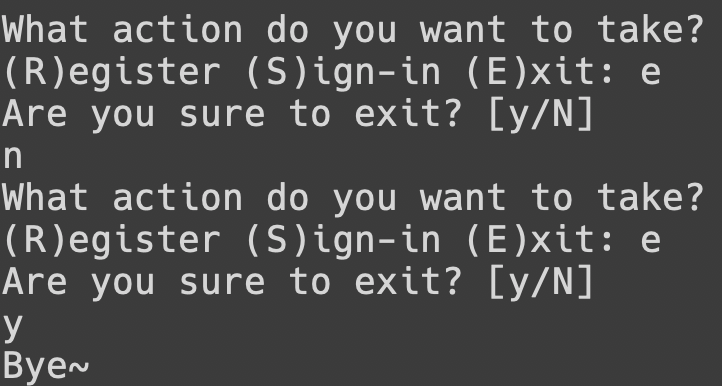 What action do you want to take?
(R)egister (S)ign-in (E)xit: e
Are you sure to exit? [y/N]
n
What action do you want to take?
(R)egister (S)ign-in (E)xit: e
Are you sure to exit? [y/N]
y
Bye~